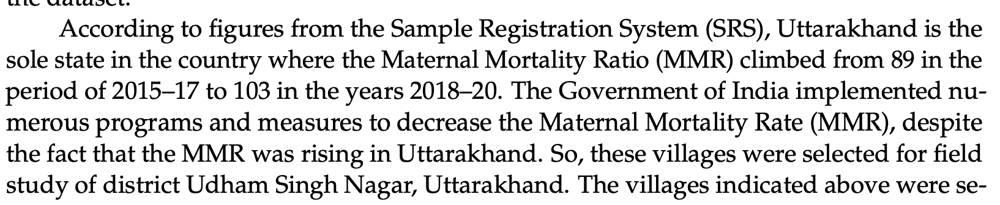 the dataset.
According to figures from the Sample Registration System (SRS), Uttarakhand is the
sole state in the country where the Maternal Mortality Ratio (MMR) climbed from 89 in the
period of 2015–17 to 103 in the years 2018–20. The Government of India implemented nu-
merous programs and measures to decrease the Maternal Mortality Rate (MMR), despite
the fact that the MMR was rising in Uttarakhand. So, these villages were selected for field
study of district Udham Singh Nagar, Uttarakhand. The villages indicated above were se-